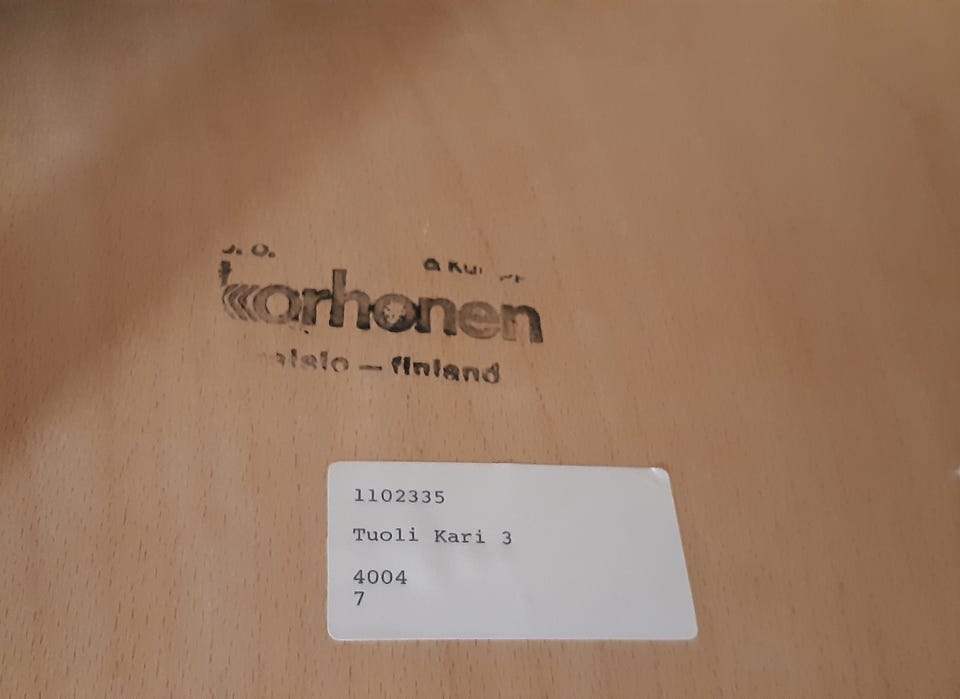 korhonen
– finland
1102335
Tuoli Kari 3
4004
7